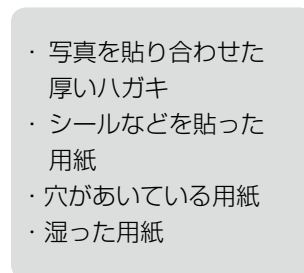 ・写真を貼り合わせた
厚いハガキ
・シールなどを貼った
用紙
・穴があいている用紙
・湿った用紙